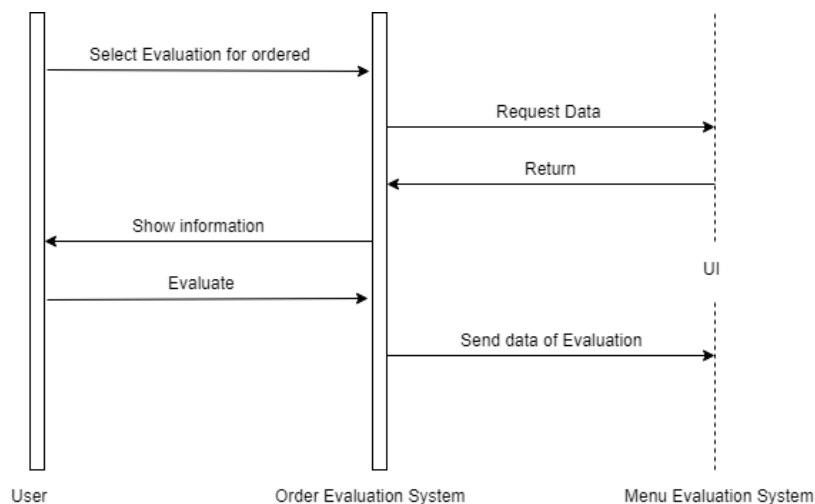 Select Evaluation for ordered
Request Data
Return
Show information
UI
Evaluate
Send data of Evaluation
User
Order Evaluation System
Menu Evaluation System